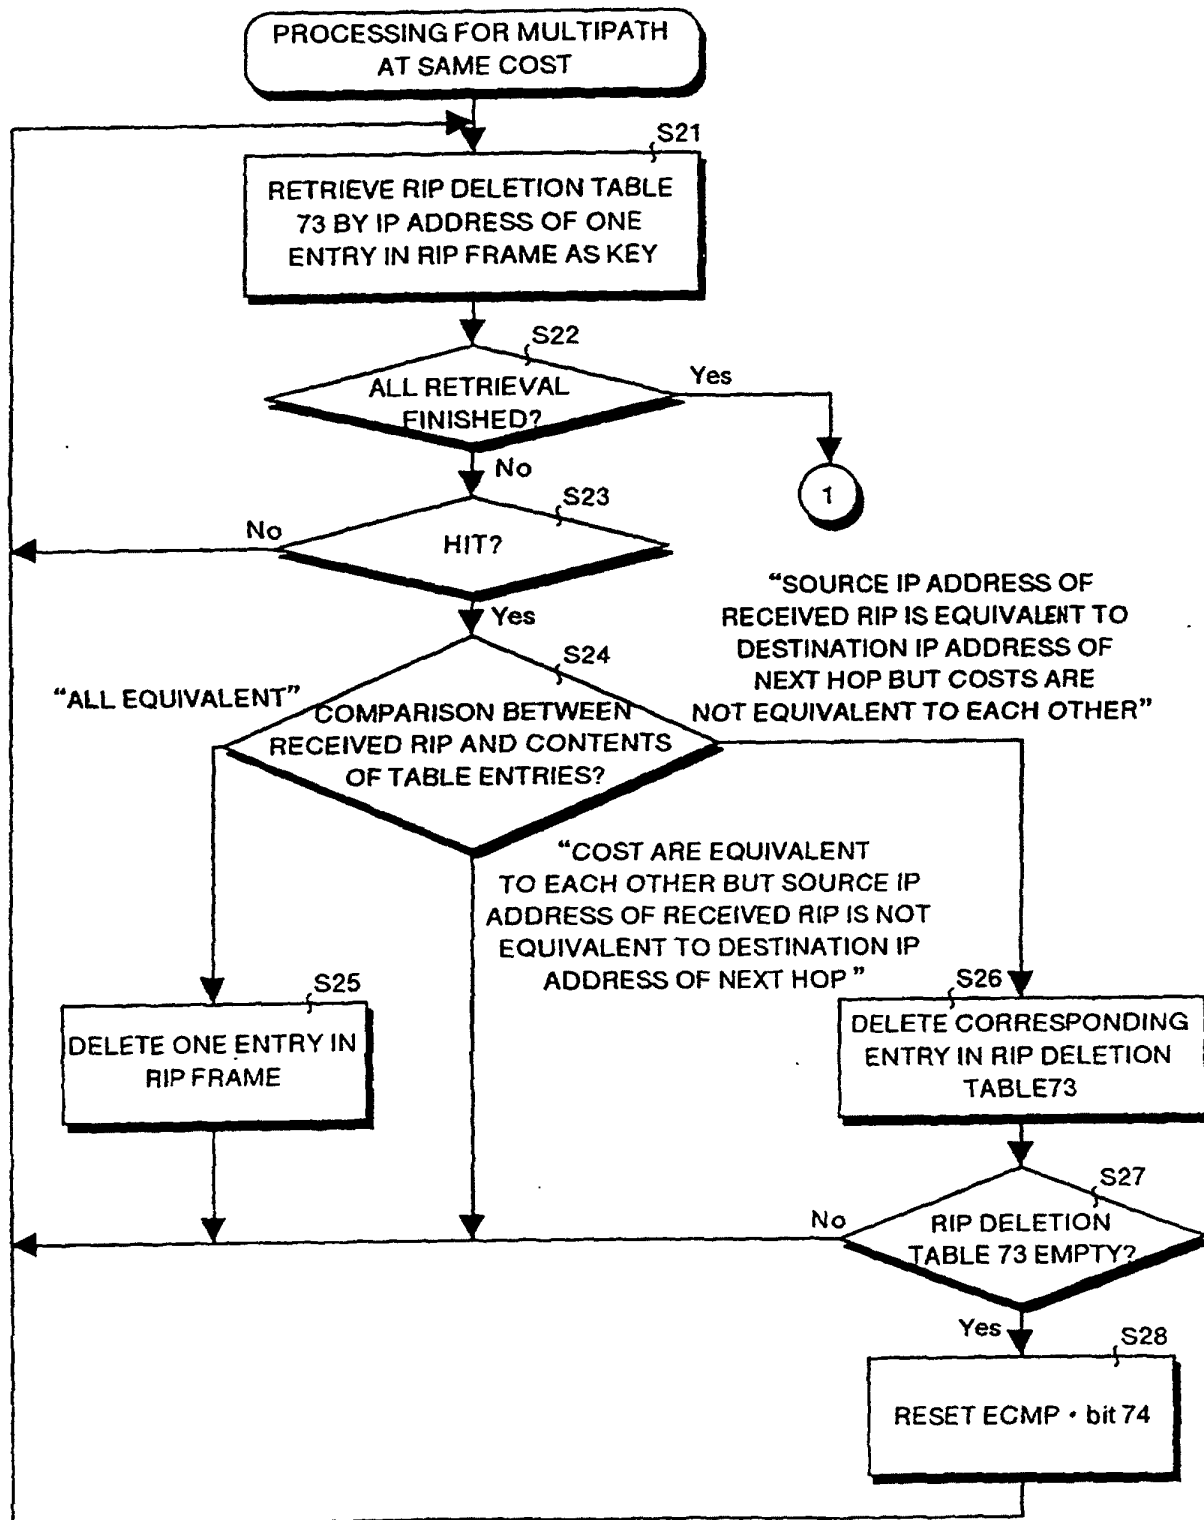 PROCESSING FOR MULTIPATH
AT SAME COST
S21
RETRIEVE RIP DELETION TABLE
73 BY IP ADDRESS OF ONE
ENTRY IN RIP FRAME AS KEY
S22
ALL RETRIEVAL
FINISHED?
Yes
No
1
S23
HIT?
No
Yes
"SOURCE IP ADDRESS OF
RECEIVED RIP IS EQUIVALENT TO
DESTINATION IP ADDRESS OF
NEXT HOP BUT COSTS ARE
NOT EQUIVALENT TO EACH OTHER"
S24
"ALL EQUIVALENT"
COMPARISON BETWEEN
RECEIVED RIP AND CONTENTS
OF TABLE ENTRIES?
"COST ARE EQUIVALENT
TO EACH OTHER BUT SOURCE IP
ADDRESS OF RECEIVED RIP IS NOT
EQUIVALENT TO DESTINATION IP
ADDRESS OF NEXT HOP"
S25
DELETE ONE ENTRY IN
RIP FRAME
S26
DELETE CORRESPONDING
ENTRY IN RIP DELETION
TABLE73
S27
RIP DELETION
TABLE 73 EMPTY?
No
Yes
S28
RESET ECMP · bit 74